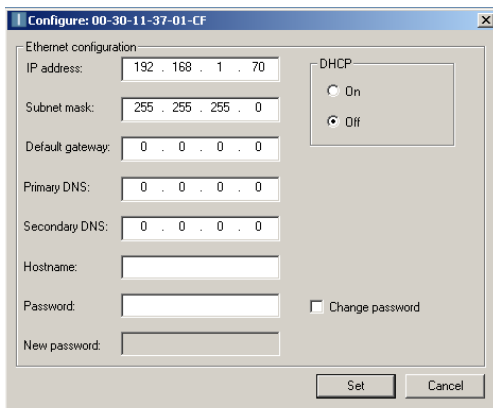 Configure: 00-30-11-37-01-CF
Ethernet configuration
IP address: 192 . 168 . 1 . 70
DHCP
On
Subnet mask: 255 . 255 . 255 . 0
Off
Default gateway: 0 . 0 . 0 . 0
Primary DNS: 0 . 0 . 0 . 0
Secondary DNS: 0 . 0 . 0 . 0
Hostname:
Password:
Change password
New password:
Set Cancel